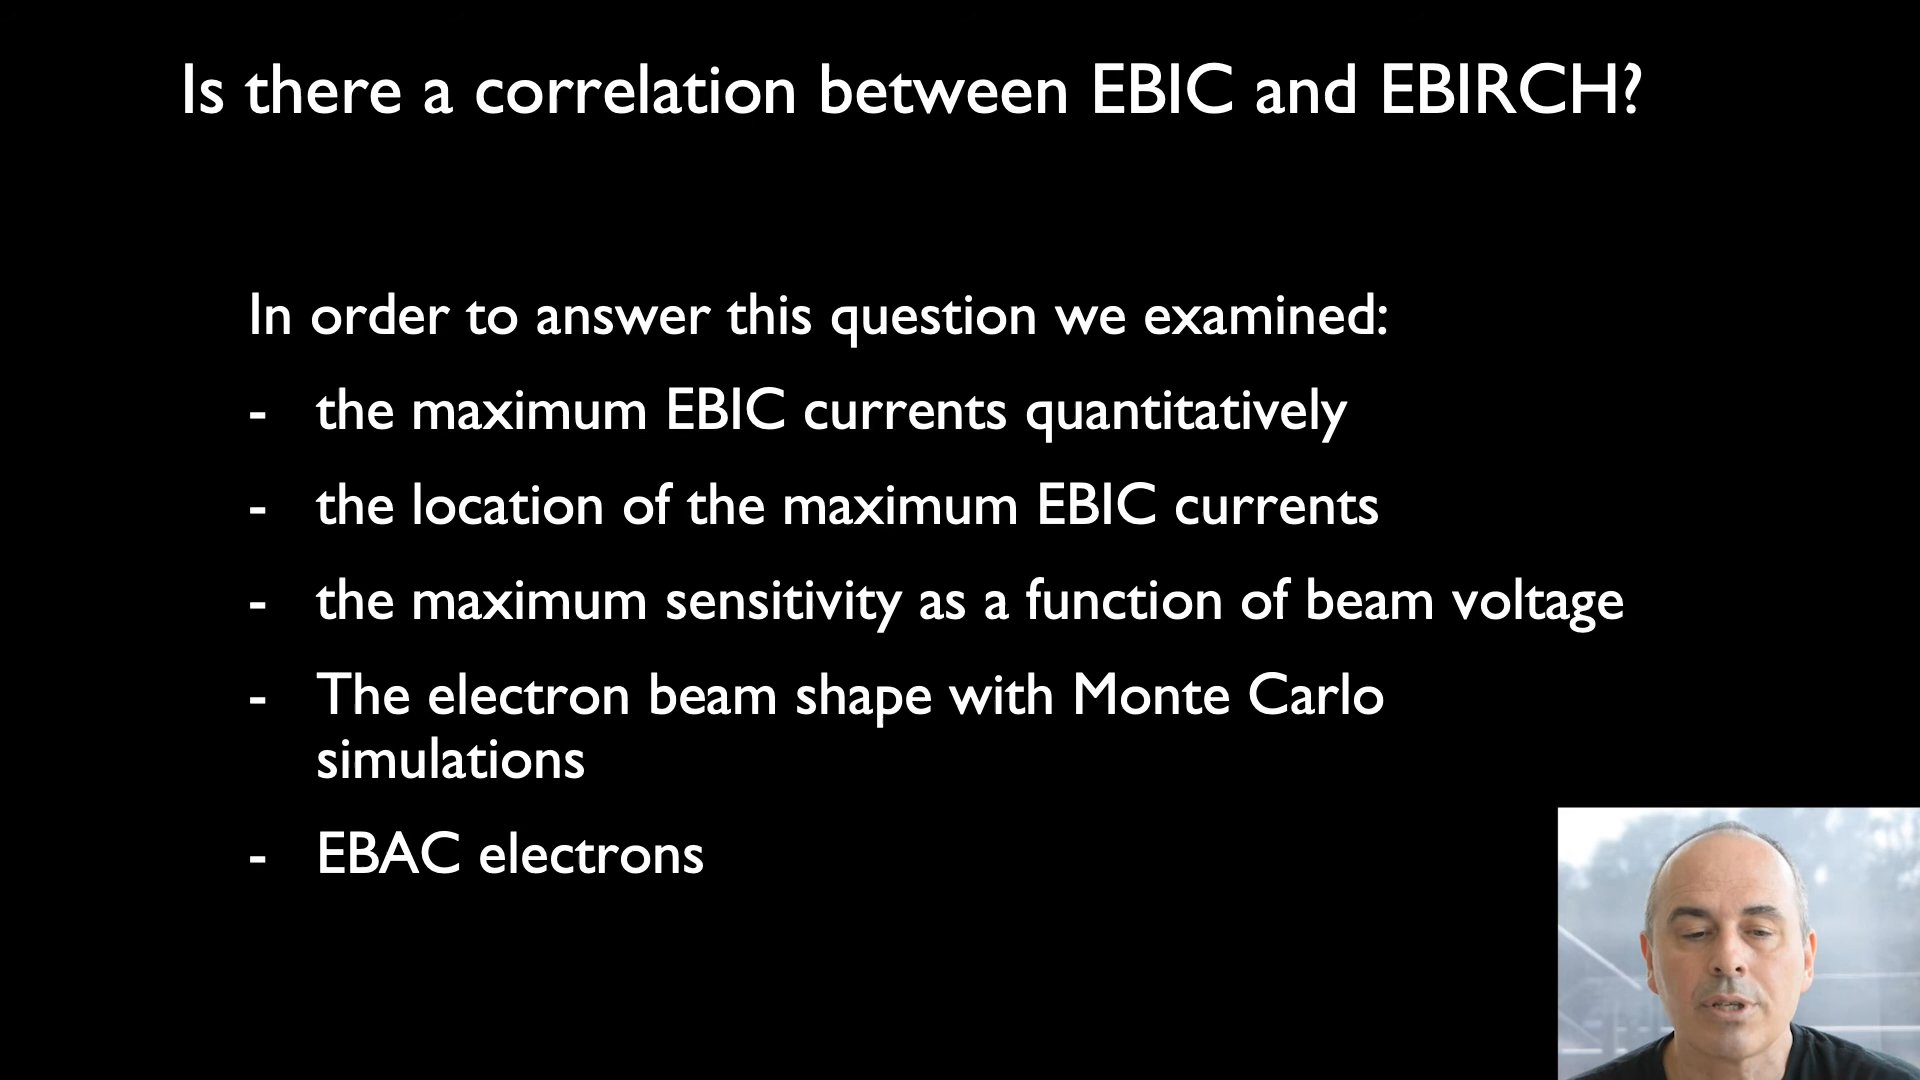 Is there a correlation between EBIC and EBIRCH?
In order to answer this question we examined:
- the maximum EBIC currents quantitatively
- the location of the maximum EBIC currents
- the maximum sensitivity as a function of beam voltage
- The electron beam shape with Monte Carlo
simulations
- EBAC electrons